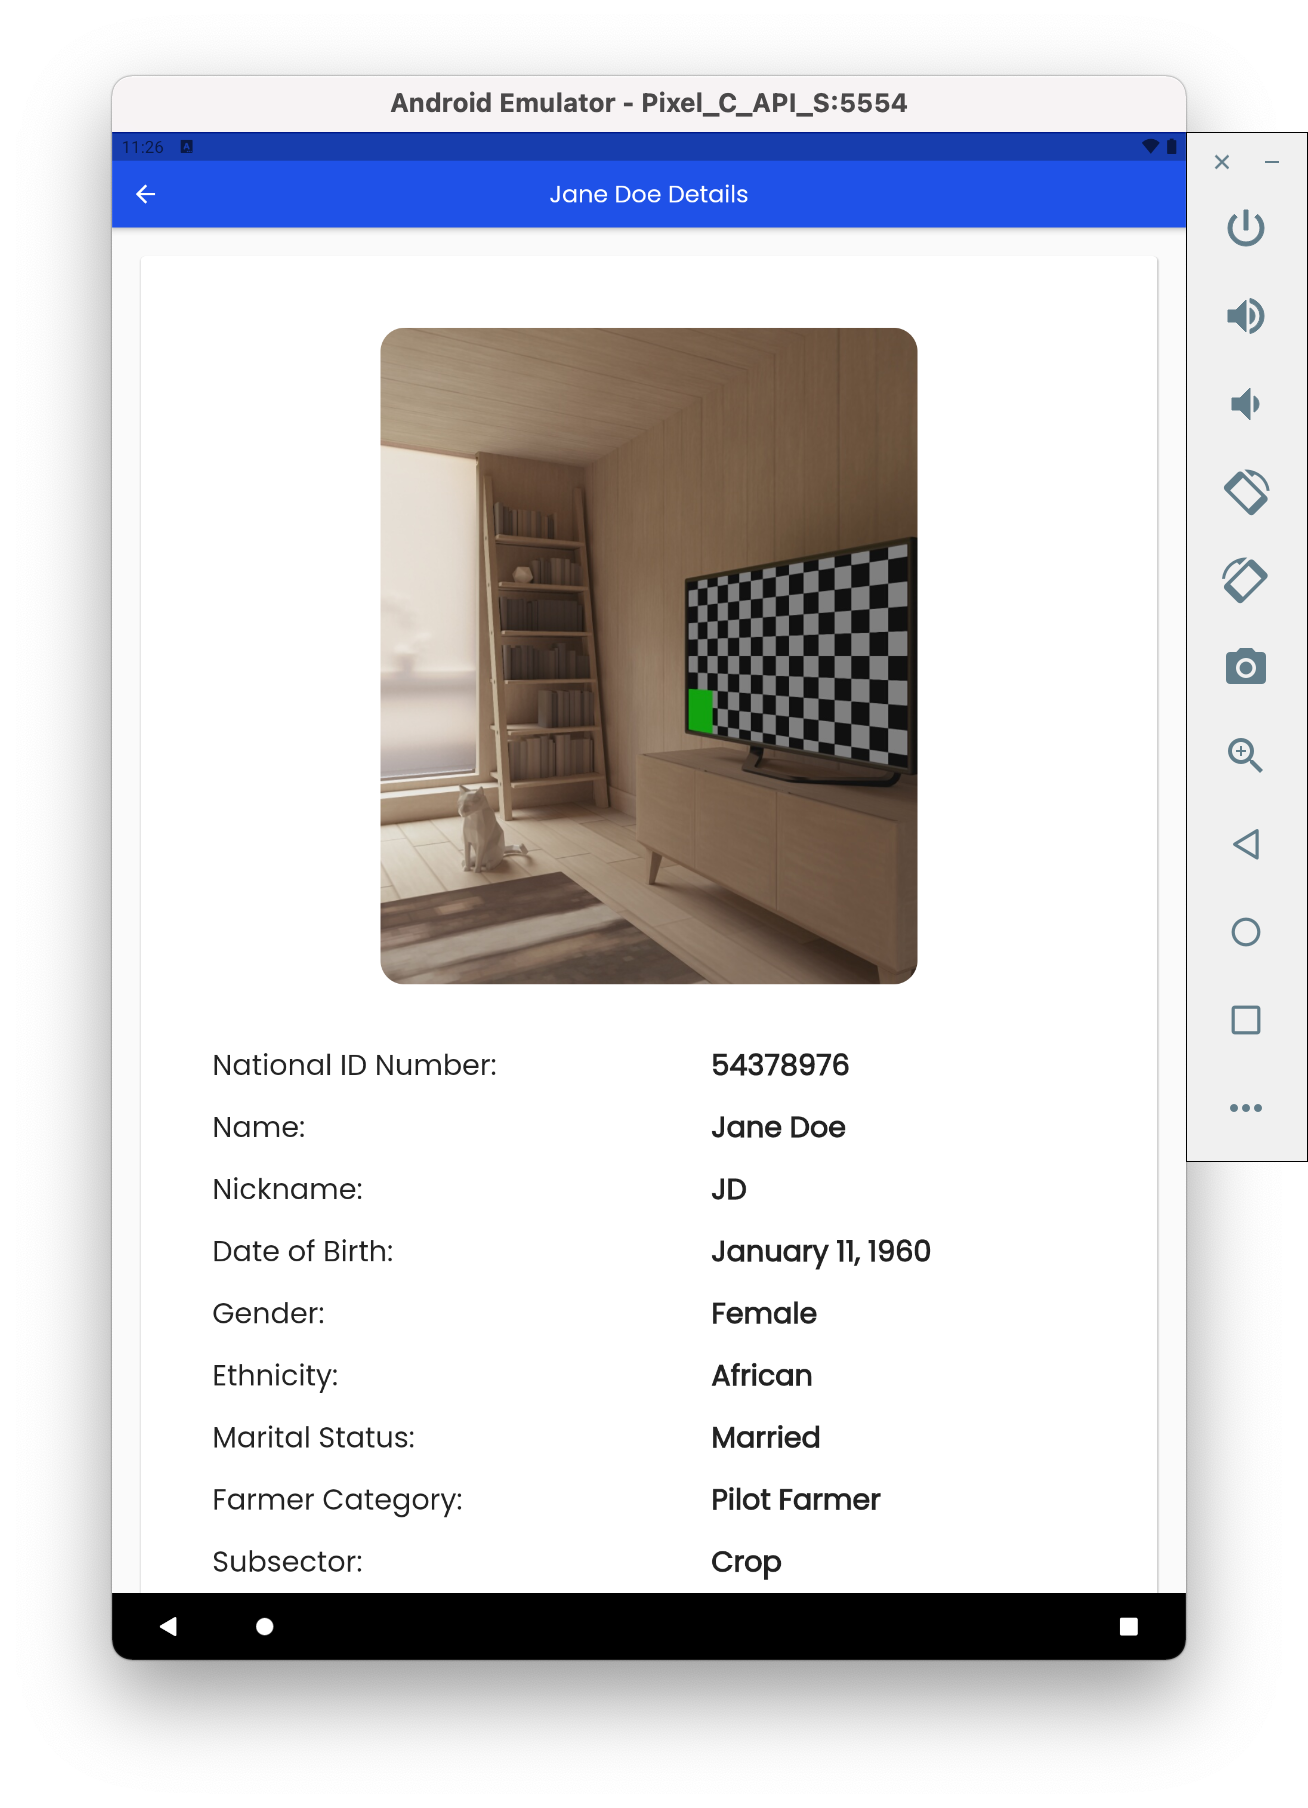 Android Emulator - Pixel_C_API_S:5554
11:26 A
Jane Doe Details
National ID Number: 54378976
Name: Jane Doe
Nickname: JD
Date of Birth: January 11, 1960
Gender: Female
Ethnicity: African
Marital Status: Married
Farmer Category: Pilot Farmer
Subsector: Crop